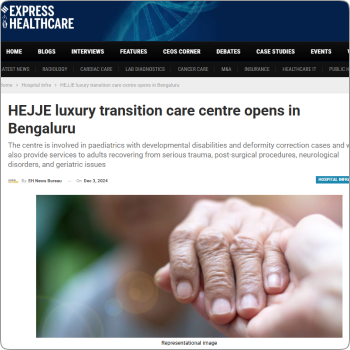 EXPRESS
HEALTHCARE
HOME BLOGS INTERVIEWS FEATURES CEOS CORNER DEBATES CASE STUDIES EVENTS
LATEST NEWS RADIOLOGY CARDIAC CARE LAB DIAGNOSTICS CANCER CARE M&A INSURANCE HEALTHCARE IT PUBLIC
Home > Hospital Infra > HEJJE luxury transition care centre opens in Bengaluru
HEJJE luxury transition care centre opens in
Bengaluru
The centre is involved in paediatrics with developmental disabilities and deformity correction cases and
also provide services to adults recovering from serious trauma, post-surgical procedures, neurological
disorders, and geriatric issues
By EH News Bureau On Dec 3, 2024
HOSPITAL INFRA
Representational image